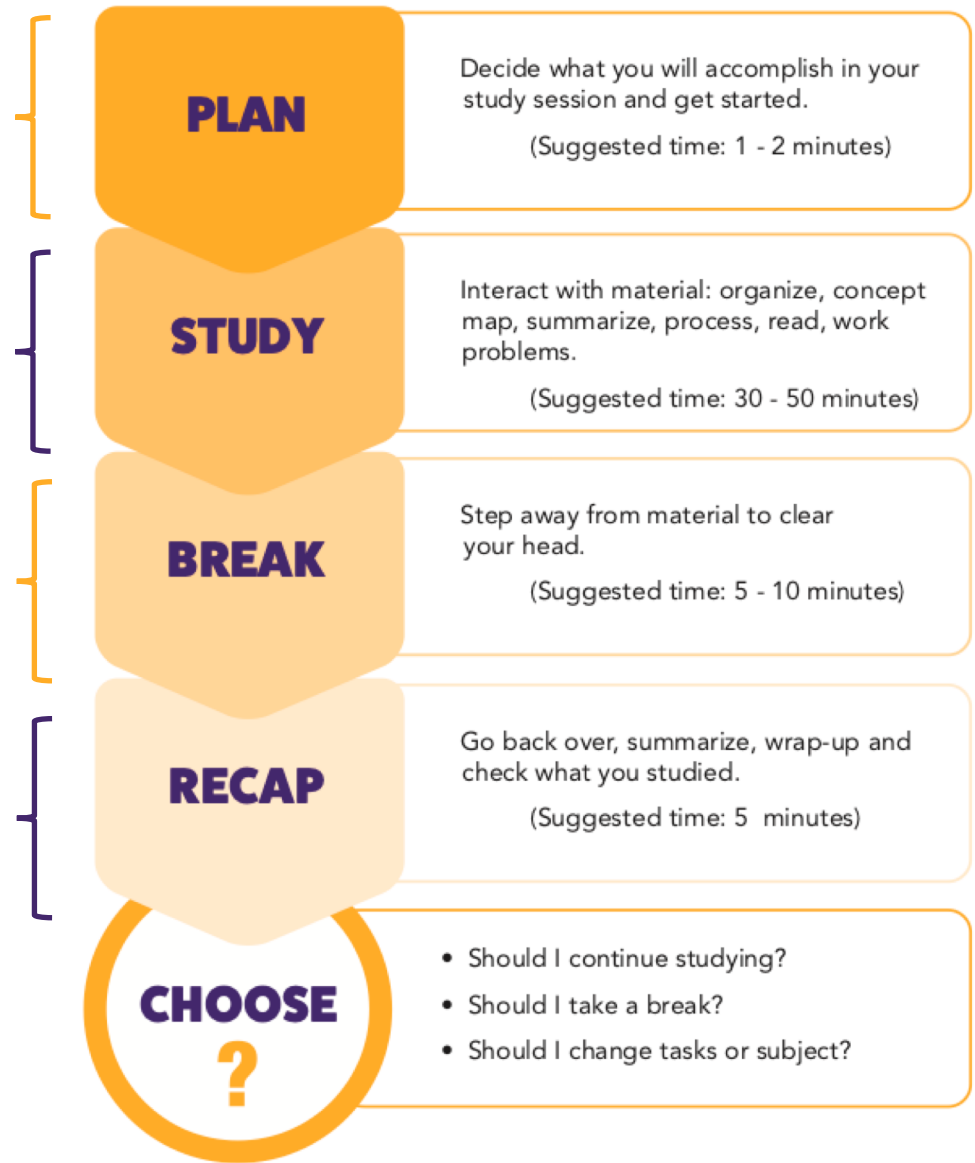 PLAN
Decide what you will accomplish in your
study session and get started.
(Suggested time: 1 - 2 minutes)
STUDY
Interact with material: organize, concept
map, summarize, process, read, work
problems.
(Suggested time: 30 - 50 minutes)
BREAK
Step away from material to clear
your head.
(Suggested time: 5 - 10 minutes)
RECAP
Go back over, summarize, wrap-up and
check what you studied.
(Suggested time: 5  minutes)
CHOOSE
?
• Should I continue studying?
• Should I take a break?
• Should I change tasks or subject?